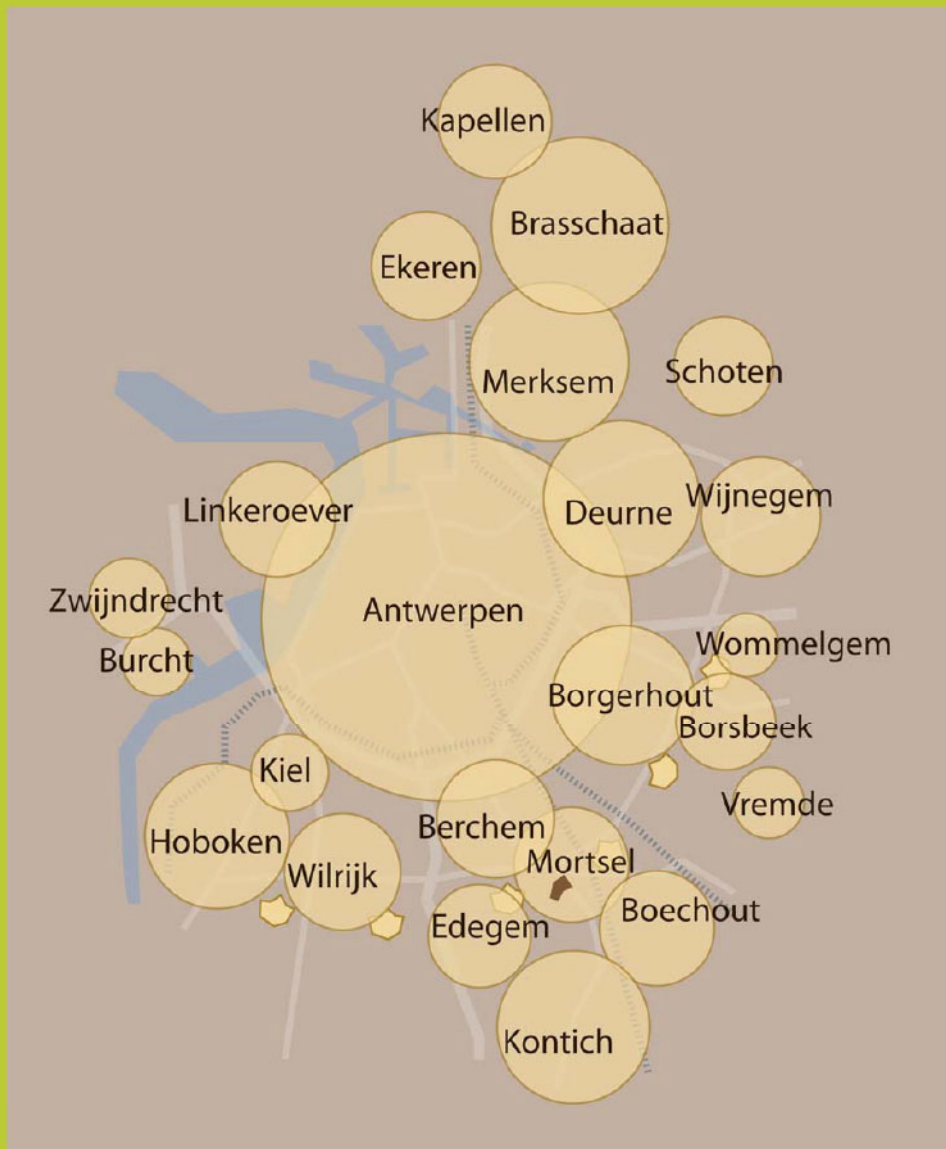 Kapellen
Brasschaat
Ekeren
Schoten
Merksem
Wijnegem
Linkeroever
Deurne
Zwijndrecht
Antwerpen
Wommelgem
Burcht
Borgerhout
Borsbeek
Kiel
Vremde
Berchem
Hoboken
Mortsel
Wilrijk
Boechout
Edegem
Kontich